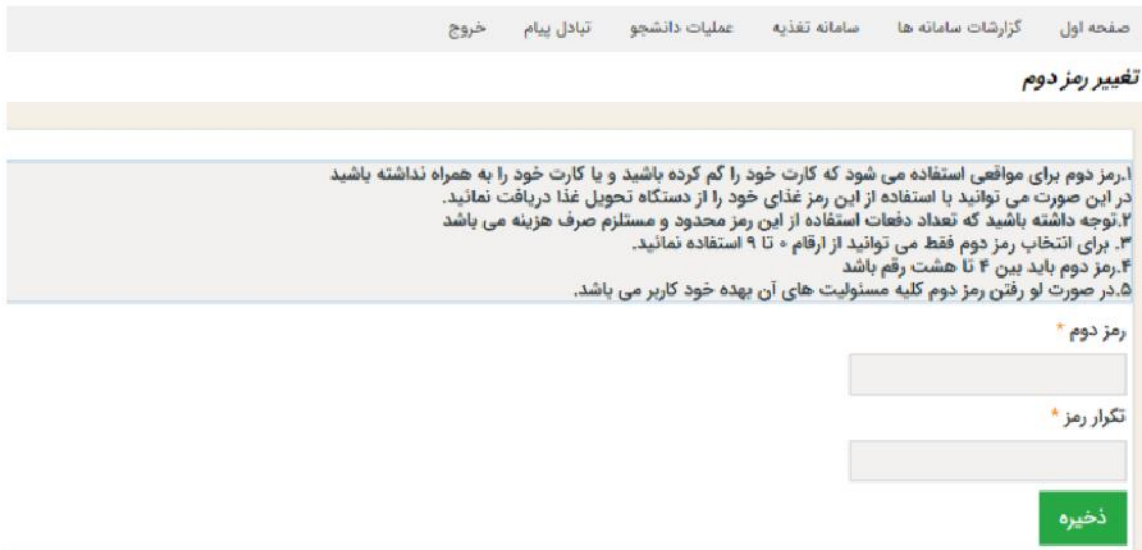 صفحه اول گزارشات سامانه ها سامانه تغذیه عملیات دانشجو تبادل پیام خروج
تغییر رمز دوم
۱.رمز دوم برای مواقعی استفاده می شود که کارت خود را گم کرده باشید و یا کارت خود را به همراه نداشته باشید
در این صورت می توانید با استفاده از این رمز غذای خود را از دستگاه تحویل غذا دریافت نمائید.
۲.توجه داشته باشید که تعداد دفعات استفاده از این رمز محدود و مستلزم صرف هزینه می باشد
۳. برای انتخاب رمز دوم فقط می توانید از ارقام ۰ تا ۹ استفاده نمائید.
۴.رمز دوم باید بین ۴ تا هشت رقم باشد
۵.در صورت لو رفتن رمز دوم کلیه مسئولیت های آن بهده خود کاربر می باشد.
رمز دوم *
تکرار رمز *
ذخیره